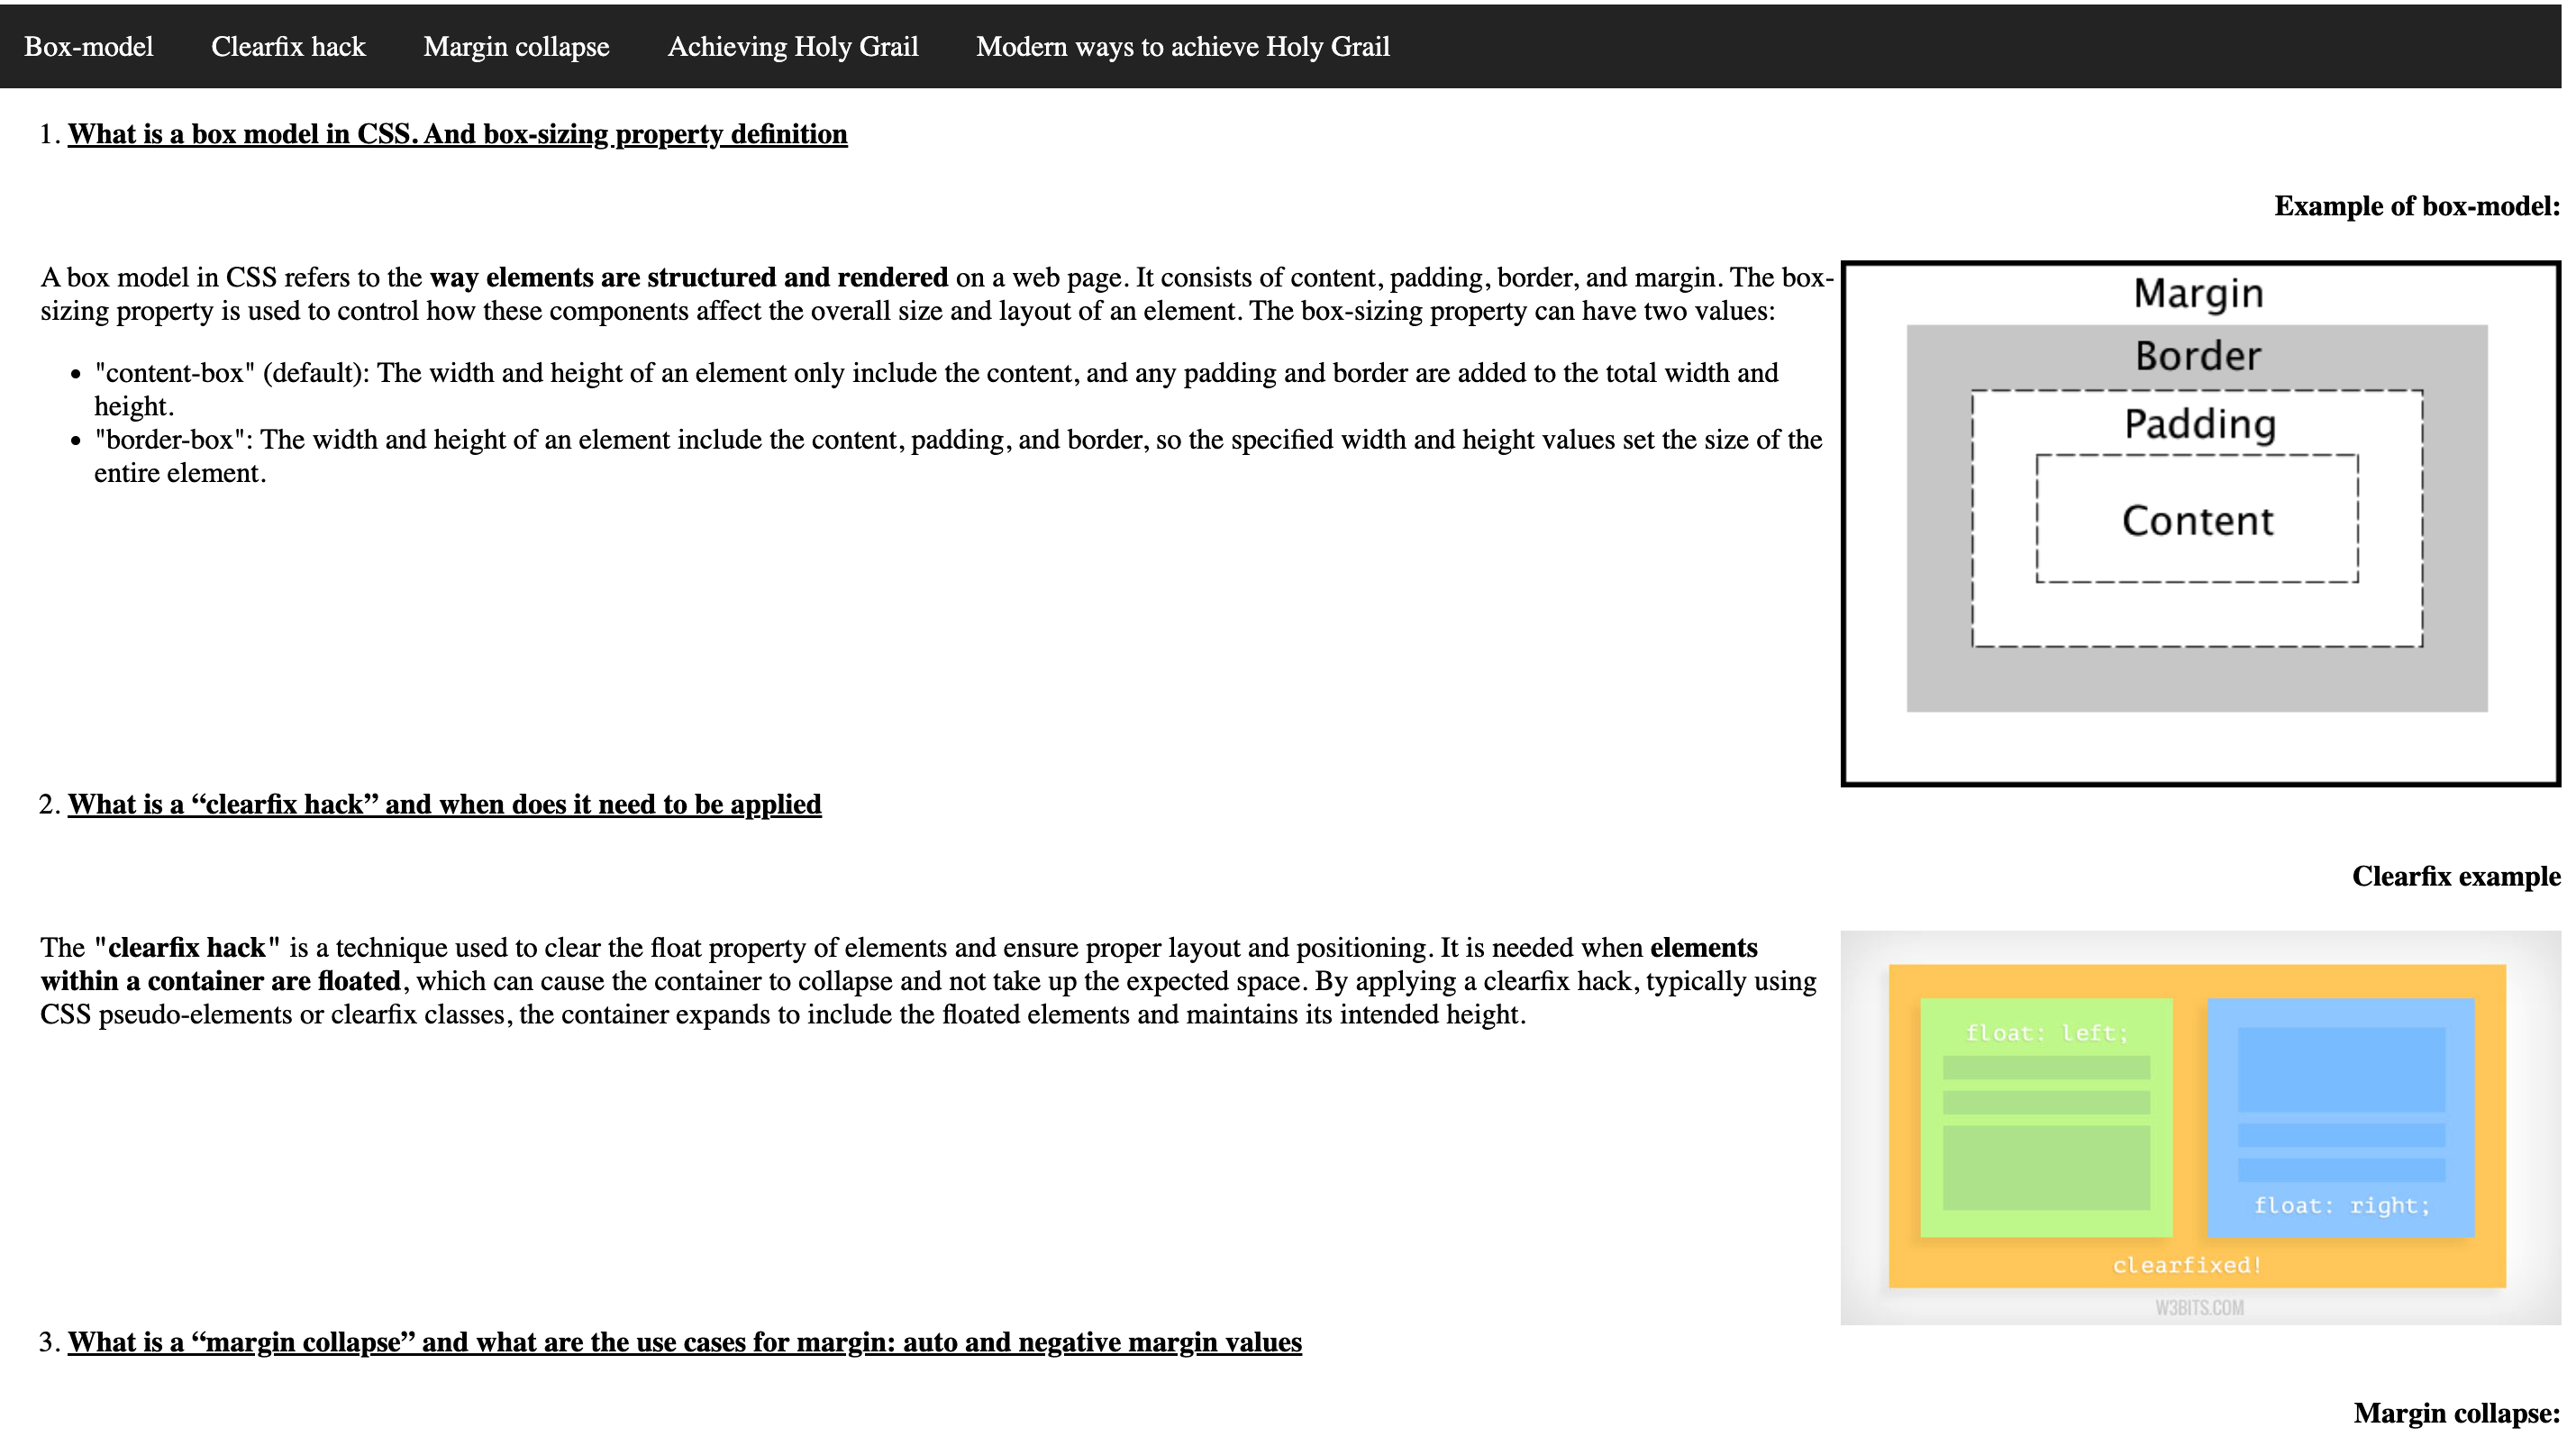 Box-model Clearfix hack Margin collapse Achieving Holy Grail Modern ways to achieve Holy Grail
1. What is a box model in CSS. And box-sizing property definition
Example of box-model:
A box model in CSS refers to the way elements are structured and rendered on a web page. It consists of content, padding, border, and margin. The box-
sizing property is used to control how these components affect the overall size and layout of an element. The box-sizing property can have two values:
• "content-box" (default): The width and height of an element only include the content, and any padding and border are added to the total width and
height.
• "border-box": The width and height of an element include the content, padding, and border, so the specified width and height values set the size of the
entire element.
Margin
Border
Padding
Content
2. What is a “clearfix hack” and when does it need to be applied
Clearfix example
The "clearfix hack" is a technique used to clear the float property of elements and ensure proper layout and positioning. It is needed when elements
within a container are floated, which can cause the container to collapse and not take up the expected space. By applying a clearfix hack, typically using
CSS pseudo-elements or clearfix classes, the container expands to include the floated elements and maintains its intended height.
float: left;
float: right;
clearfixed!
W3BITS.COM
3. What is a “margin collapse” and what are the use cases for margin: auto and negative margin values
Margin collapse: